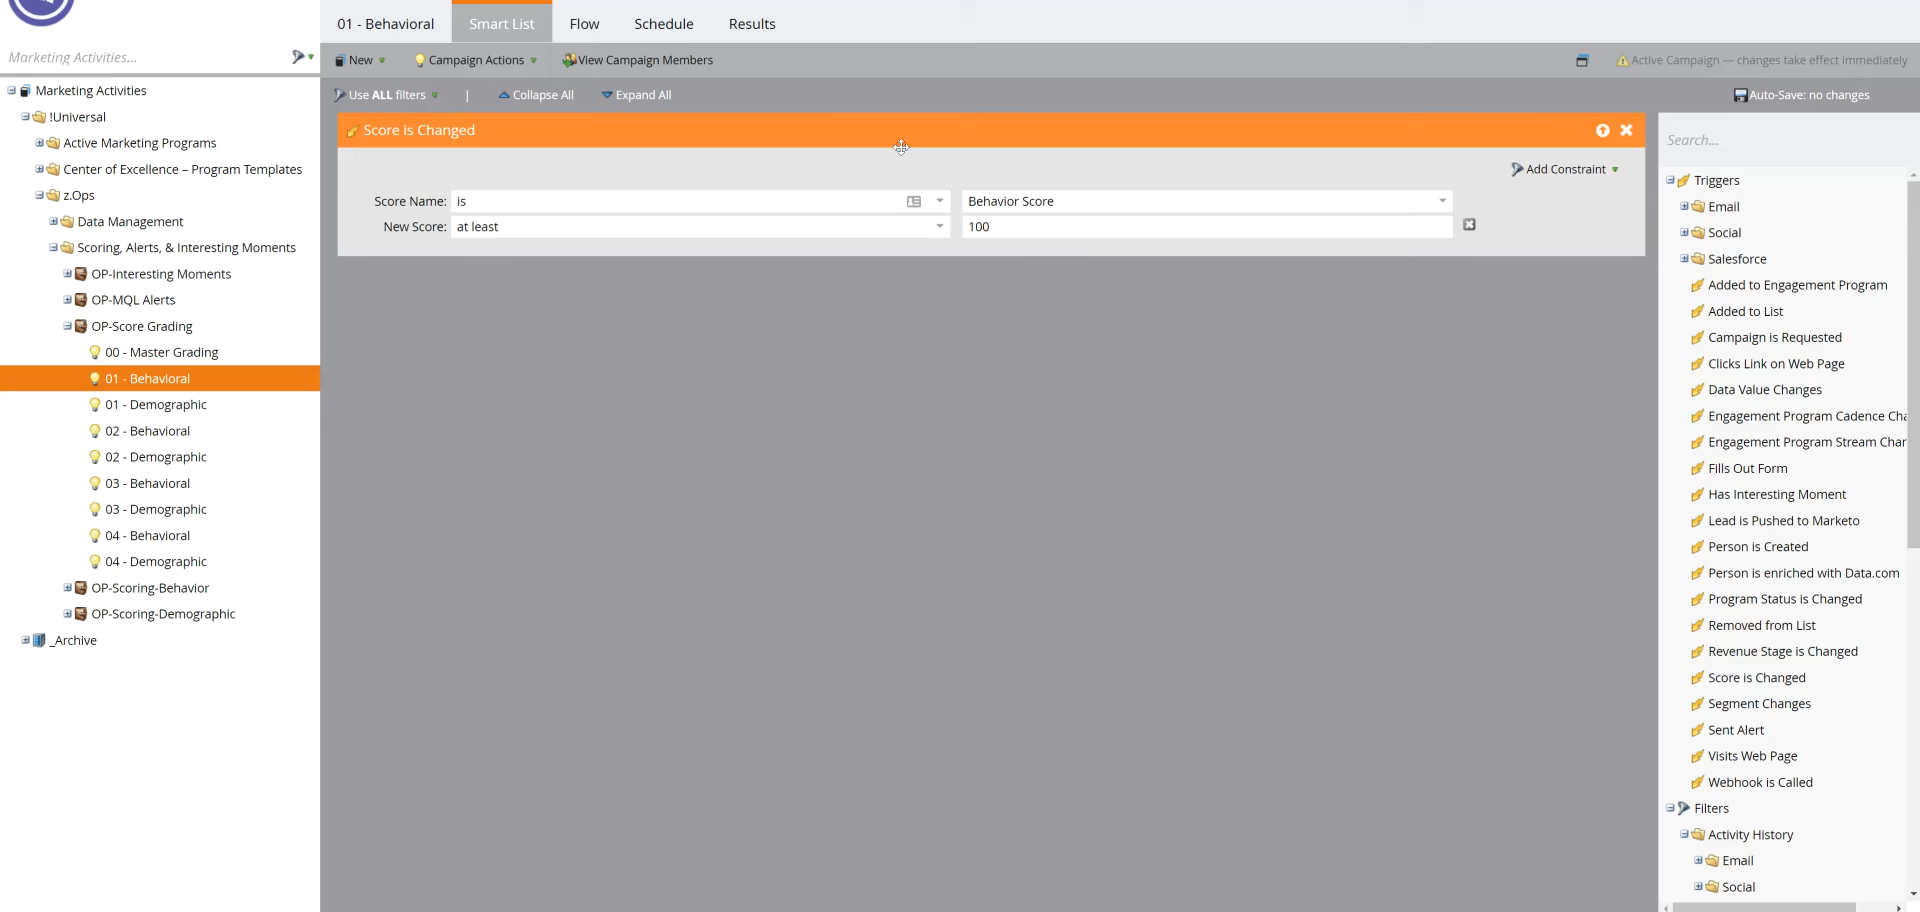 01 - Behavioral
Smart List
Flow
Schedule
Results
Marketing Activities...
New
Campaign Actions
View Campaign Members
Active Campaign — changes take effect immediately
Use ALL filters
|
Collapse All
Expand All
Auto-Save: no changes
Marketing Activities
!Universal
Active Marketing Programs
Center of Excellence – Program Templates
z.Ops
Data Management
Scoring, Alerts, & Interesting Moments
OP-Interesting Moments
OP-MQL Alerts
OP-Score Grading
00 - Master Grading
01 - Behavioral
01 - Demographic
02 - Behavioral
02 - Demographic
03 - Behavioral
03 - Demographic
04 - Behavioral
04 - Demographic
OP-Scoring-Behavior
OP-Scoring-Demographic
_Archive
Score is Changed
Add Constraint
Score Name: is Behavior Score
New Score: at least 100
Search...
Triggers
Email
Social
Salesforce
Added to Engagement Program
Added to List
Campaign is Requested
Clicks Link on Web Page
Data Value Changes
Engagement Program Cadence Cha
Engagement Program Stream Char
Fills Out Form
Has Interesting Moment
Lead is Pushed to Marketo
Person is Created
Person is enriched with Data.com
Program Status is Changed
Removed from List
Revenue Stage is Changed
Score is Changed
Segment Changes
Sent Alert
Visits Web Page
Webhook is Called
Filters
Activity History
Email
Social